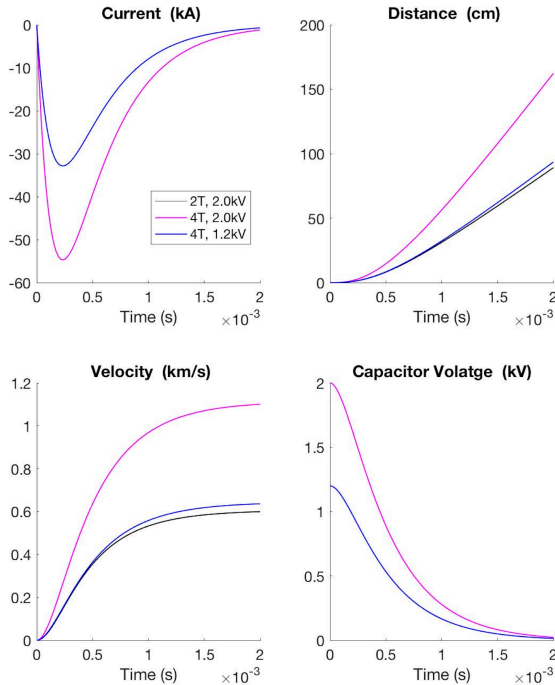 Current (kA)
0
-10
-20
-30
-40
-50
-60
2T, 2.0kV
4T, 2.0kV
4T, 1.2kV
0 0.5 1 1.5 2
Time (s) ×10⁻³
Distance (cm)
200
150
100
50
0
0 0.5 1 1.5 2
Time (s) ×10⁻³
Velocity (km/s)
1.2
1
0.8
0.6
0.4
0.2
0
0 0.5 1 1.5 2
Time (s) ×10⁻³
Capacitor Volatge (kV)
2
1.5
1
0.5
0
0 0.5 1 1.5 2
Time (s) ×10⁻³